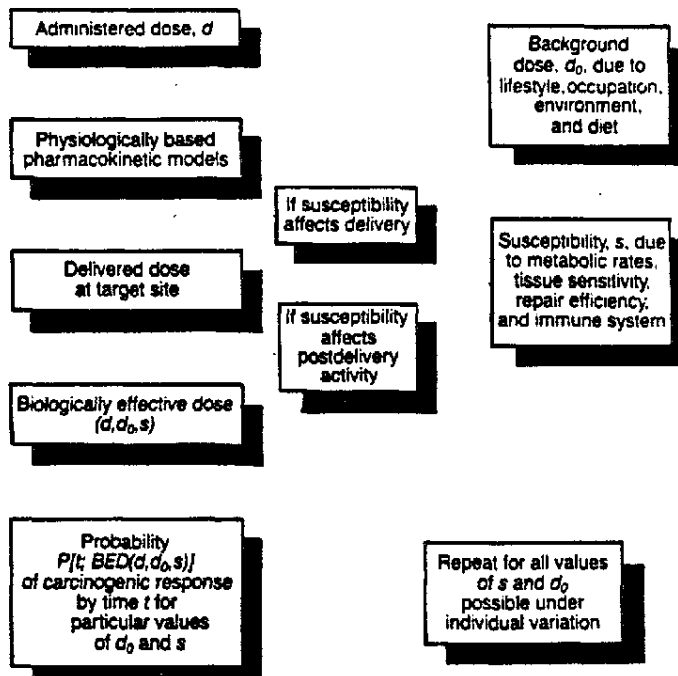 Administered dose, d
Background
dose, d₀, due to
lifestyle, occupation,
environment,
and diet
Physiologically based
pharmacokinetic models
If susceptibility
affects delivery
Susceptibility, s, due
to metabolic rates,
tissue sensitivity,
repair efficiency,
and immune system
Delivered dose
at target site
If susceptibility
affects
postdelivery
activity
Biologically effective dose
(d,d₀,s)
Probability
P[t; BED(d,d₀,s)]
of carcinogenic response
by time t for
particular values
of d₀ and s
Repeat for all values
of s and d₀
possible under
individual variation